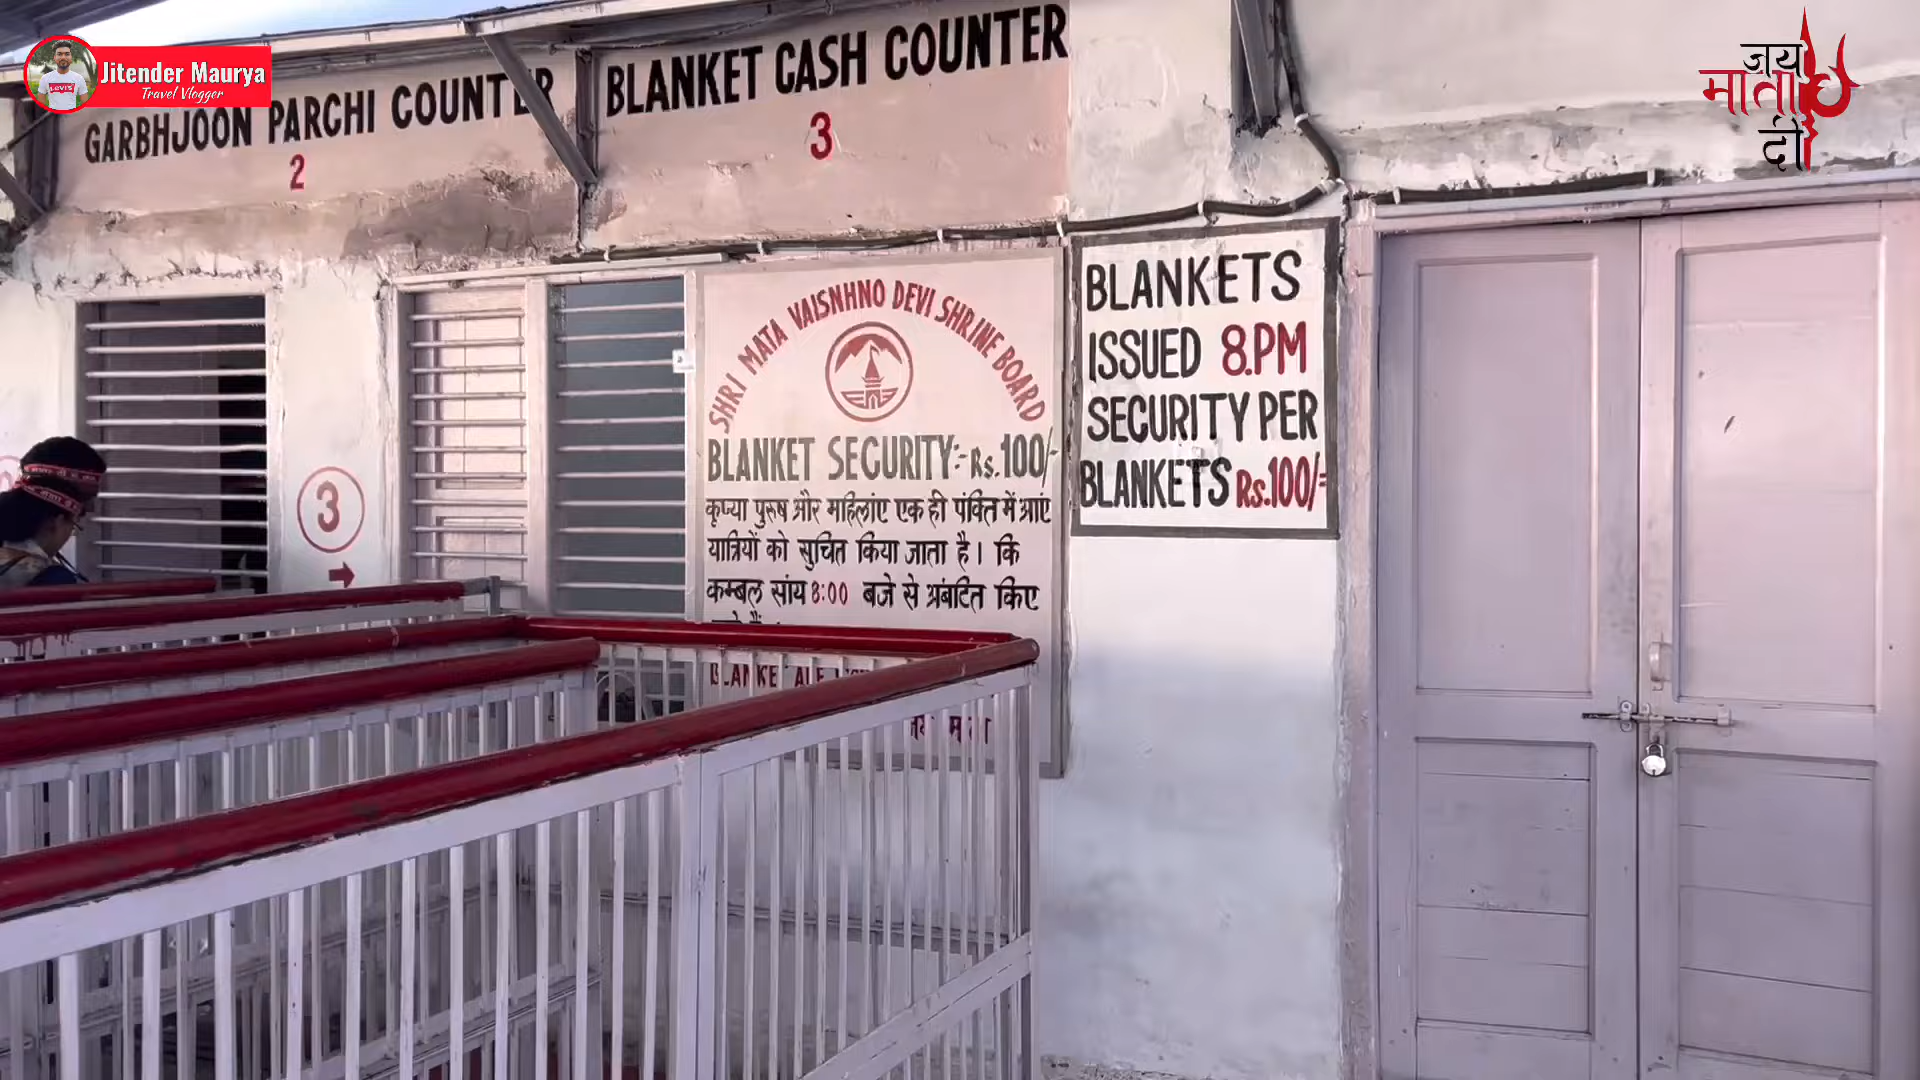 Jitender Maurya
Travel Vlogger
जय
माता
दी
GARBHJOON PARCHI COUNTER
2
BLANKET CASH COUNTER
3
3
SHRI MATA VAISNHNO DEVI SHRINE BOARD
BLANKET SECURITY:- Rs.100/-
कृप्या पुरूष और महिलांए एक ही पंक्ति में आएं
यात्रियों को सुचित किया जाता है। कि
कम्बल सांय 8:00 बजे से अंबटित किए
BLANKETS
ISSUED 8.PM
SECURITY PER
BLANKETS Rs.100/=